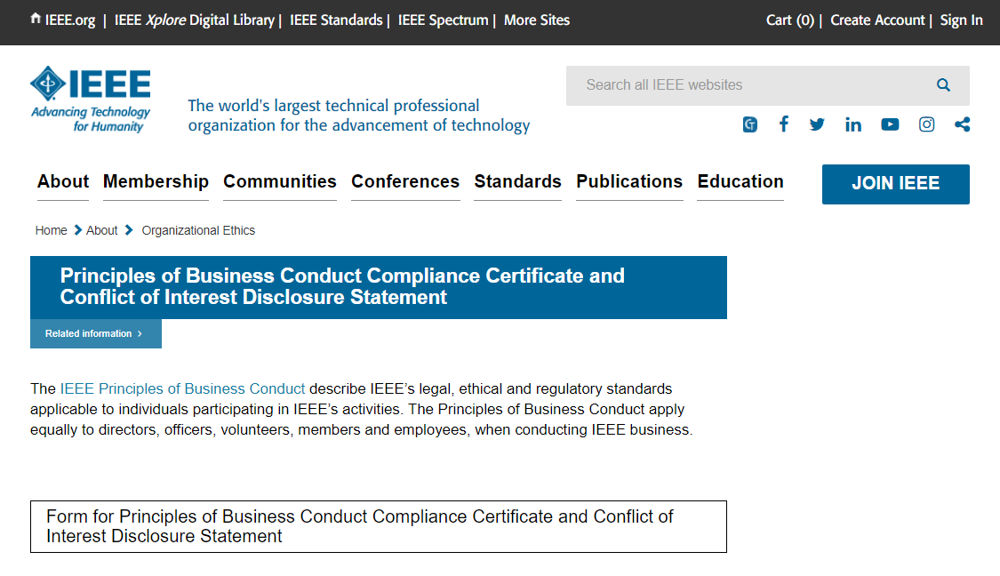 IEEE.org | IEEE Xplore Digital Library | IEEE Standards | IEEE Spectrum | More Sites
Cart (0) | Create Account | Sign In
IEEE
Advancing Technology
for Humanity
The world's largest technical professional
organization for the advancement of technology
Search all IEEE websites
About Membership Communities Conferences Standards Publications Education
JOIN IEEE
Home About Organizational Ethics
Principles of Business Conduct Compliance Certificate and
Conflict of Interest Disclosure Statement
Related information
The IEEE Principles of Business Conduct describe IEEE’s legal, ethical and regulatory standards
applicable to individuals participating in IEEE’s activities. The Principles of Business Conduct apply
equally to directors, officers, volunteers, members and employees, when conducting IEEE business.
Form for Principles of Business Conduct Compliance Certificate and Conflict of
Interest Disclosure Statement